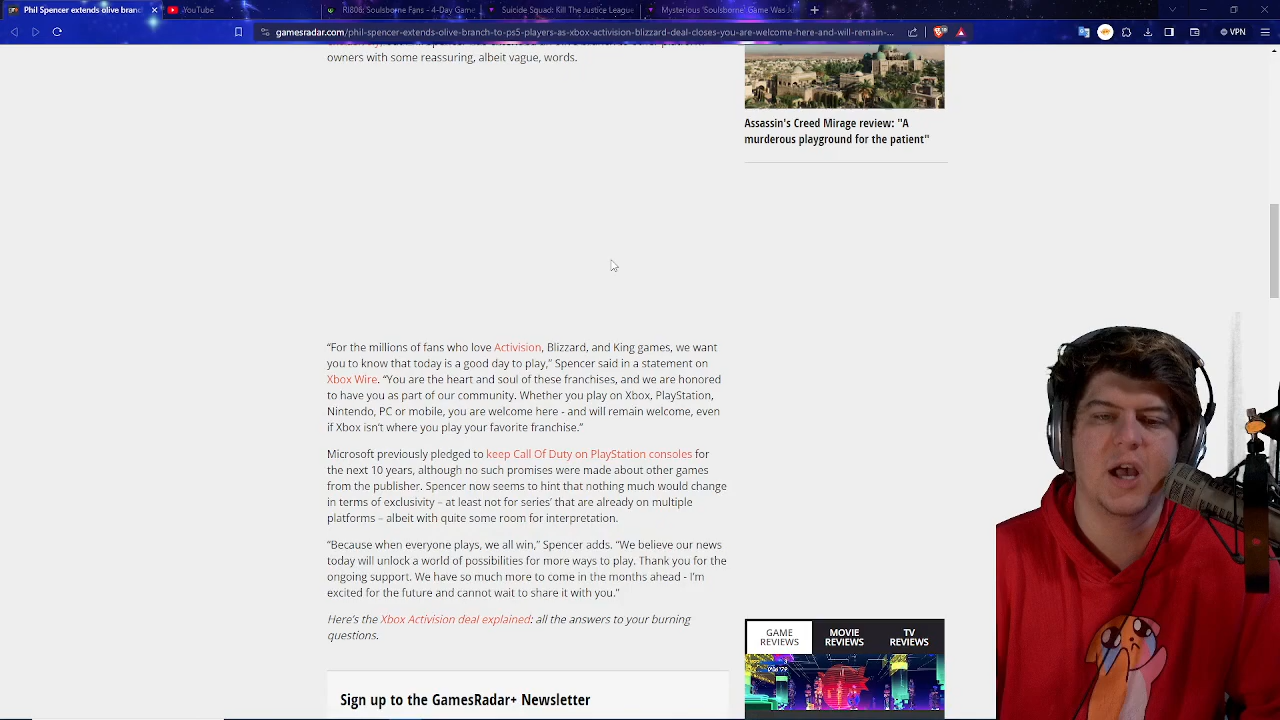 Phil Spencer extends olive branc
YouTube
RI806: Soulsborne Fans - 4-Day Game
Suicide Squad: Kill The Justice League
Mysterious 'Soulsborne' Game Was Ju
gamesradar.com/phil-spencer-extends-olive-branch-to-ps5-players-as-xbox-activision-blizzard-deal-closes-you-are-welcome-here-and-will-remain-...
VPN
owners with some reassuring, albeit vague, words.
Assassin's Creed Mirage review: "A
murderous playground for the patient"
“For the millions of fans who love Activision, Blizzard, and King games, we want
you to know that today is a good day to play,” Spencer said in a statement on
Xbox Wire. “You are the heart and soul of these franchises, and we are honored
to have you as part of our community. Whether you play on Xbox, PlayStation,
Nintendo, PC or mobile, you are welcome here - and will remain welcome, even
if Xbox isn’t where you play your favorite franchise.”
Microsoft previously pledged to keep Call Of Duty on PlayStation consoles for
the next 10 years, although no such promises were made about other games
from the publisher. Spencer now seems to hint that nothing much would change
in terms of exclusivity – at least not for series’ that are already on multiple
platforms – albeit with quite some room for interpretation.
“Because when everyone plays, we all win,” Spencer adds. “We believe our news
today will unlock a world of possibilities for more ways to play. Thank you for the
ongoing support. We have so much more to come in the months ahead - I’m
excited for the future and cannot wait to share it with you.”
Here’s the Xbox Activision deal explained: all the answers to your burning
questions.
GAME
REVIEWS
MOVIE
REVIEWS
TV
REVIEWS
Sign up to the GamesRadar+ Newsletter